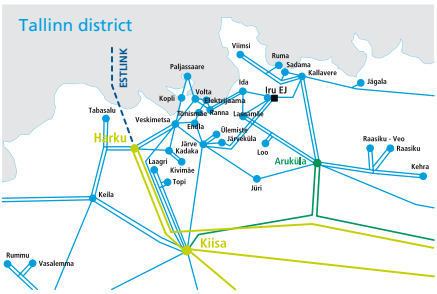 Tallinn district
Viimsi
Ruma
Sadama
Paljassaare
Kallavere
ESTLINK
Ida
Jägala
Iru EJ
Kopli
Volta
Elektrijaama
Tabasalu
Ranna
Tõnismäe
Lasnamäe
Veskimetsa
Endla
Ülemiste
Harku
Järve
Järveküla
Raasiku - Veo
Kadaka
Loo
Raasiku
Laagri
Aruküla
Kivimäe
Kehra
Topi
Jüri
Keila
Kiisa
Rummu
Vasalemma